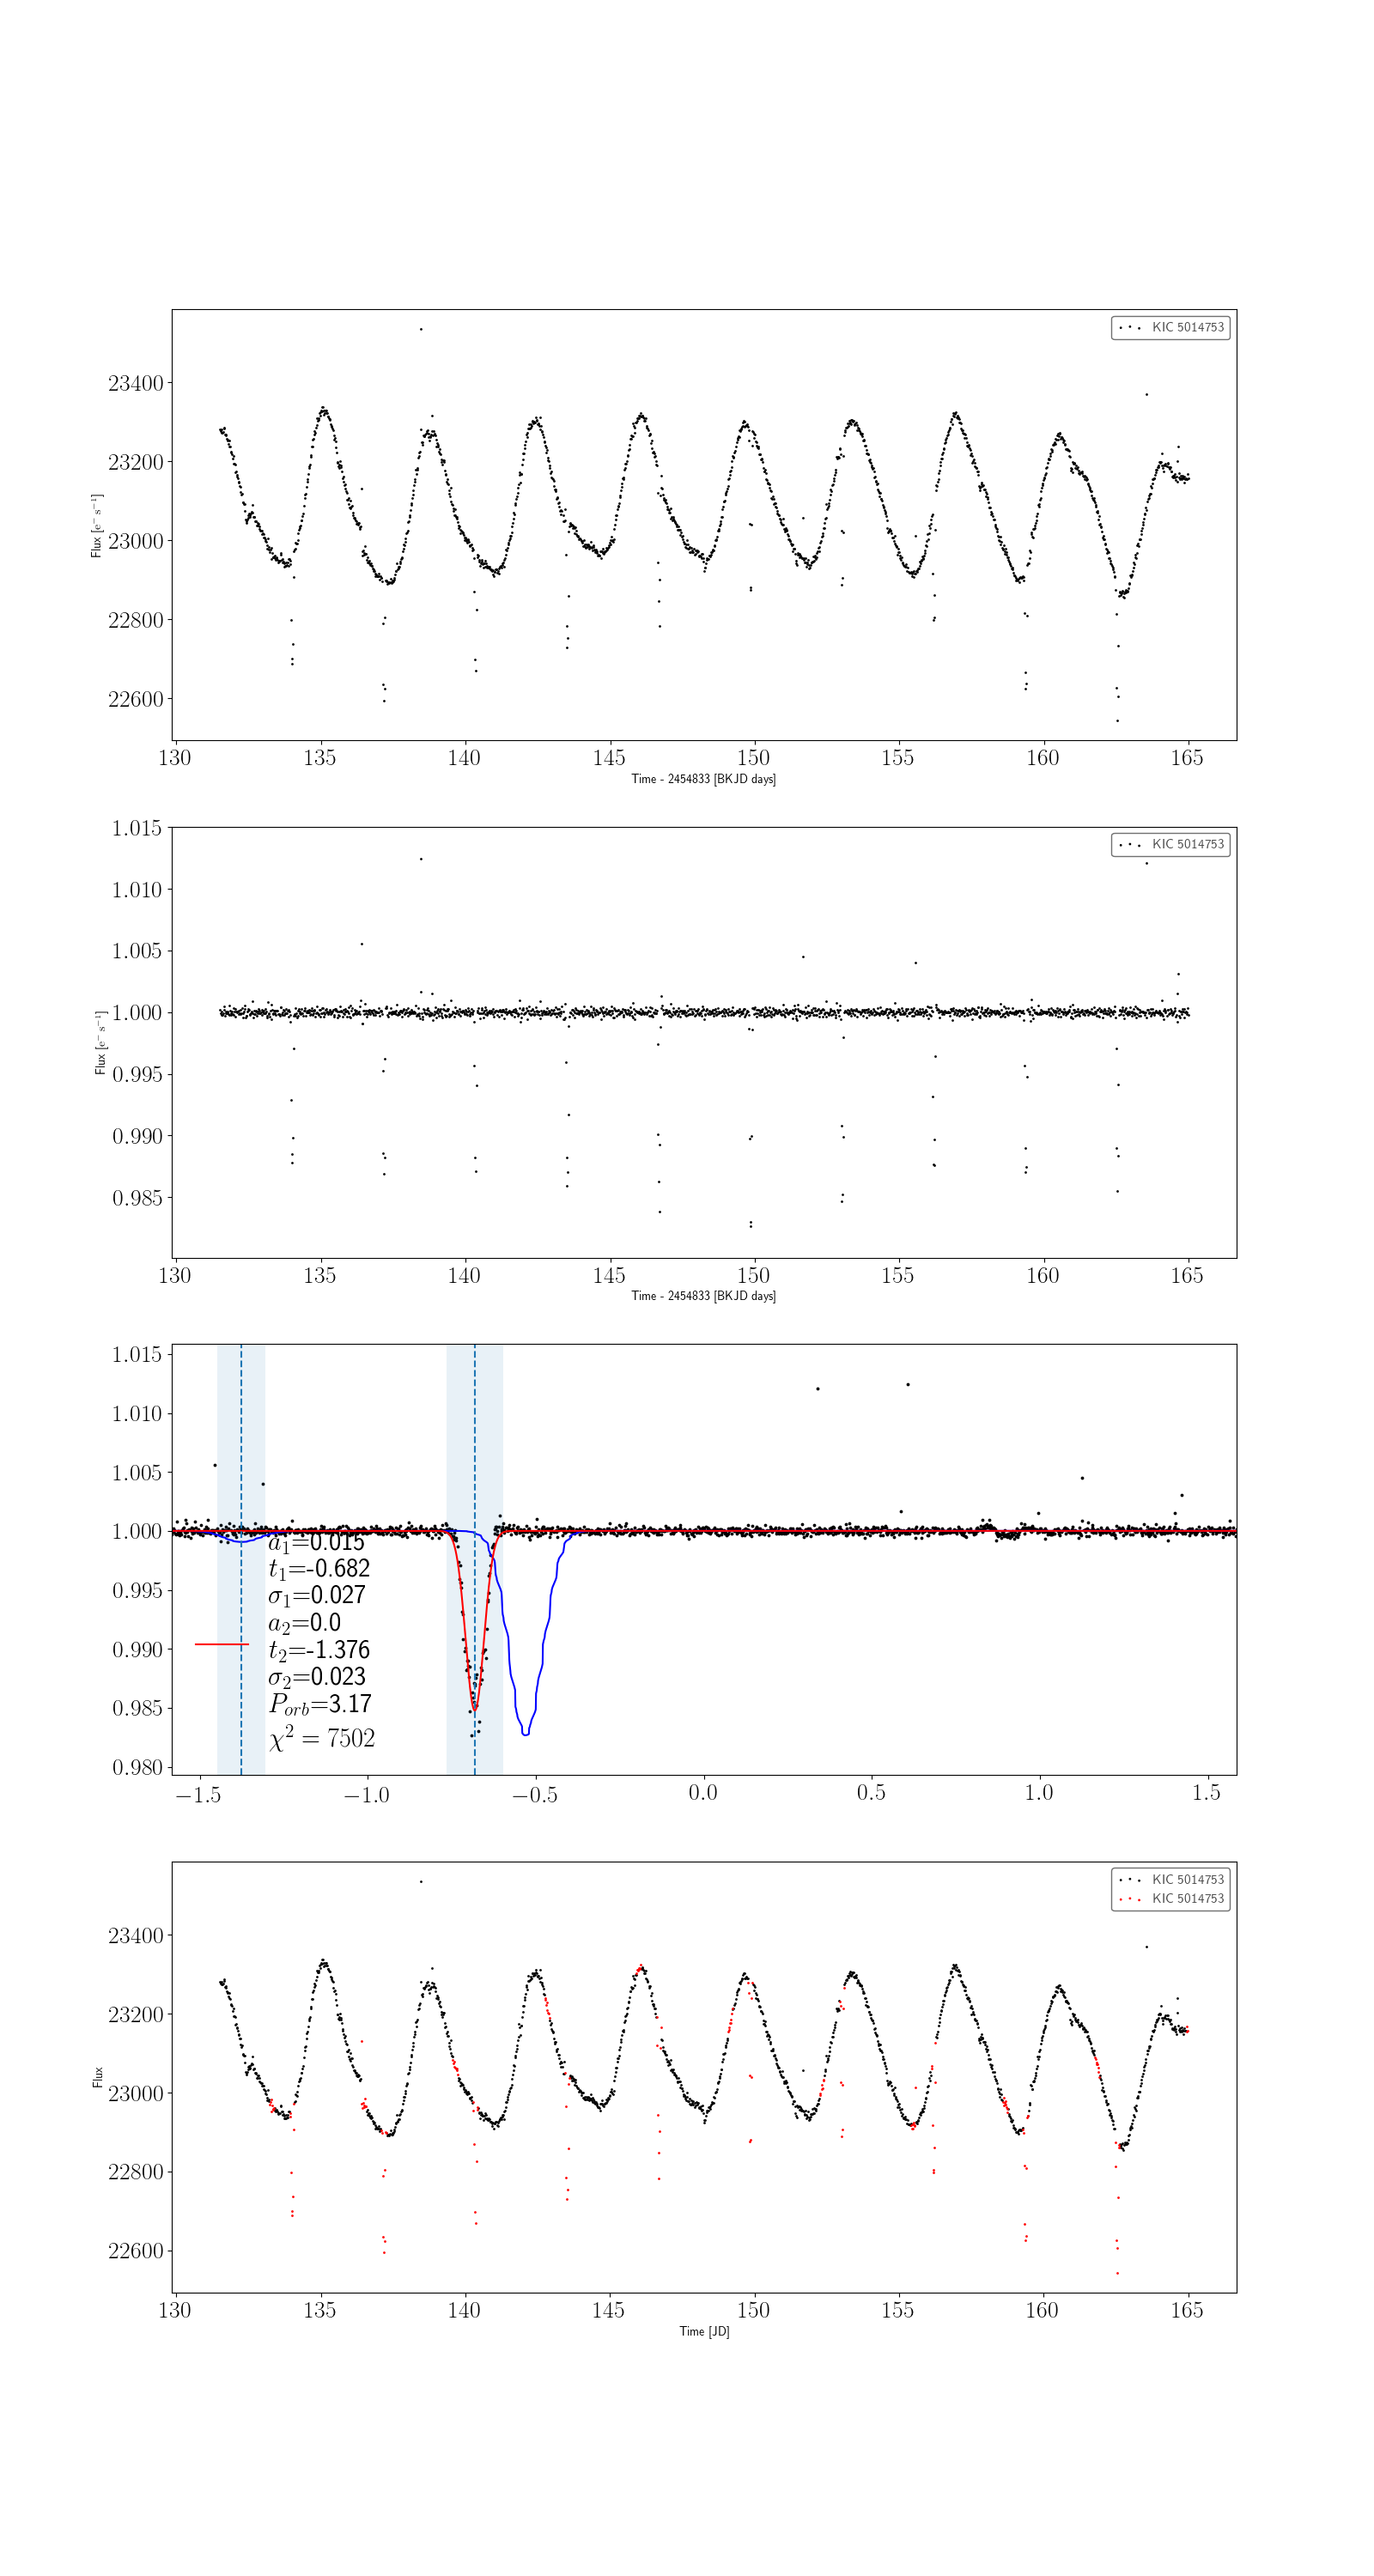 KIC 5014753
23400
23200
23000
22800
22600
Flux [e⁻ s⁻¹]
130 135 140 145 150 155 160 165
Time - 2454833 [BKJD days]
KIC 5014753
1.015
1.010
1.005
1.000
0.995
0.990
0.985
Flux [e⁻ s⁻¹]
130 135 140 145 150 155 160 165
Time - 2454833 [BKJD days]
1.015
1.010
1.005
1.000
0.995
0.990
0.985
0.980
a₁=0.015
t₁=-0.682
σ₁=0.027
a₂=0.0
t₂=-1.376
σ₂=0.023
P_orb=3.17
χ² = 7502
−1.5 −1.0 −0.5 0.0 0.5 1.0 1.5
KIC 5014753
KIC 5014753
23400
23200
23000
22800
22600
Flux
130 135 140 145 150 155 160 165
Time [JD]